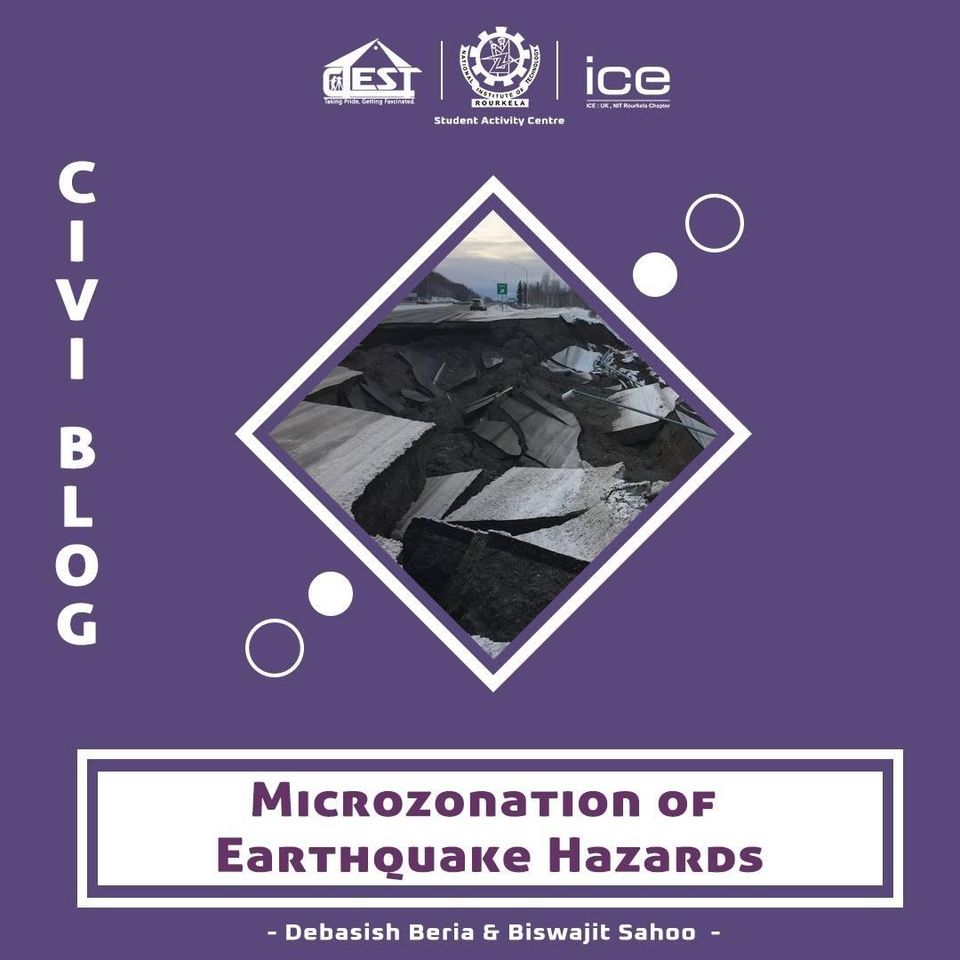 CIEST
Taking Pride, Getting Fascinated.
NATIONAL INSTITUTE OF TECHNOLOGY
ROURKELA
ice
ICE : UK , NIT Rourkela Chapter
Student Activity Centre
CIVI BLOG
Microzonation of
Earthquake Hazards
- Debasish Beria & Biswajit Sahoo -